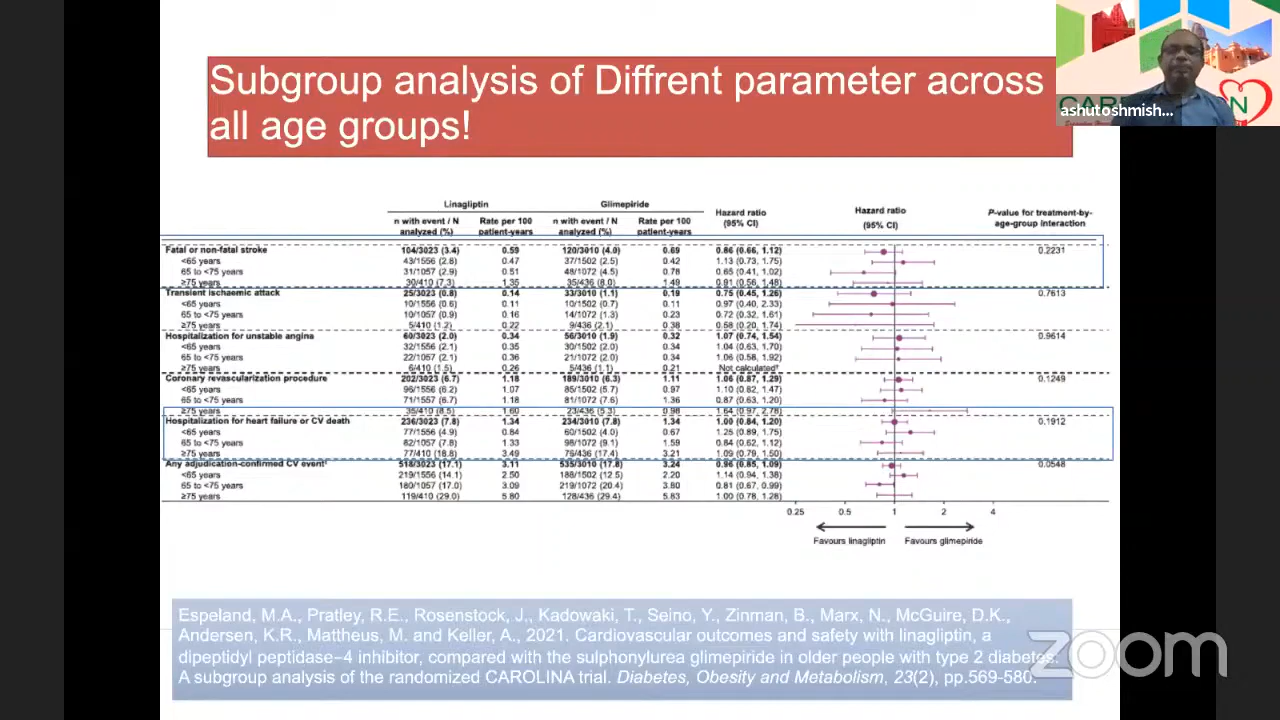 Subgroup analysis of Diffrent parameter across
all age groups!
ashutoshmish...
Linagliptin Glimepiride
n with event / N analyzed (%) Rate per 100 patient-years n with event / N analyzed (%) Rate per 100 patient-years Hazard ratio (95% CI) Hazard ratio (95% CI) P-value for treatment-by-age-group interaction
Fatal or non-fatal stroke 104/3023 (3.4) 0.59 120/3010 (4.0) 0.69 0.86 (0.66, 1.12) 0.2231
<65 years 43/1556 (2.8) 0.47 37/1502 (2.5) 0.42 1.13 (0.73, 1.75)
65 to <75 years 31/1057 (2.9) 0.51 48/1072 (4.5) 0.78 0.65 (0.41, 1.02)
≥75 years 30/410 (7.3) 1.35 35/436 (8.0) 1.49 0.91 (0.56, 1.48)
Transient ischaemic attack 25/3023 (0.8) 0.14 33/3010 (1.1) 0.19 0.75 (0.45, 1.26) 0.7613
<65 years 10/1556 (0.6) 0.11 10/1502 (0.7) 0.11 0.97 (0.40, 2.33)
65 to <75 years 10/1057 (0.9) 0.16 14/1072 (1.3) 0.23 0.72 (0.32, 1.61)
≥75 years 5/410 (1.2) 0.22 9/436 (2.1) 0.38 0.58 (0.20, 1.74)
Hospitalization for unstable angina 60/3023 (2.0) 0.34 56/3010 (1.9) 0.32 1.07 (0.74, 1.54) 0.9614
<65 years 32/1556 (2.1) 0.35 30/1502 (2.0) 0.34 1.04 (0.63, 1.70)
65 to <75 years 22/1057 (2.1) 0.36 21/1072 (2.0) 0.34 1.06 (0.58, 1.92)
≥75 years 6/410 (1.5) 0.26 5/436 (1.1) 0.21 Not calculated†
Coronary revascularization procedure 202/3023 (6.7) 1.18 189/3010 (6.3) 1.11 1.06 (0.87, 1.29) 0.1249
<65 years 96/1556 (6.2) 1.07 85/1502 (5.7) 0.97 1.10 (0.82, 1.47)
65 to <75 years 71/1557 (6.7) 1.18 81/1072 (7.6) 1.36 0.87 (0.63, 1.20)
≥75 years 35/410 (8.5) 1.60 23/436 (5.3) 0.98 1.64 (0.97, 2.78)
Hospitalization for heart failure or CV death 236/3023 (7.8) 1.34 234/3010 (7.8) 1.34 1.00 (0.84, 1.20) 0.1912
<65 years 77/1556 (4.9) 0.84 60/1502 (4.0) 0.67 1.25 (0.89, 1.75)
65 to <75 years 82/1057 (7.8) 1.33 98/1072 (9.1) 1.59 0.84 (0.62, 1.12)
≥75 years 77/410 (18.8) 3.49 76/436 (17.4) 3.21 1.09 (0.79, 1.50)
Any adjudication-confirmed CV event 518/3023 (17.1) 3.11 535/3010 (17.8) 3.24 0.96 (0.85, 1.09) 0.0548
<65 years 219/1556 (14.1) 2.50 188/1502 (12.5) 2.20 1.14 (0.94, 1.38)
65 to <75 years 180/1057 (17.0) 3.09 219/1072 (20.4) 3.80 0.81 (0.67, 0.99)
≥75 years 119/410 (29.0) 5.80 128/436 (29.4) 5.83 1.00 (0.78, 1.28)
0.25 0.5 1 2 4
Favours linagliptin Favours glimepiride
Espeland, M.A., Pratley, R.E., Rosenstock, J., Kadowaki, T., Seino, Y., Zinman, B., Marx, N., McGuire, D.K.,
Andersen, K.R., Mattheus, M. and Keller, A., 2021. Cardiovascular outcomes and safety with linagliptin, a
dipeptidyl peptidase–4 inhibitor, compared with the sulphonylurea glimepiride in older people with type 2 diabetes:
A subgroup analysis of the randomized CAROLINA trial. Diabetes, Obesity and Metabolism, 23(2), pp.569-580.
zoom